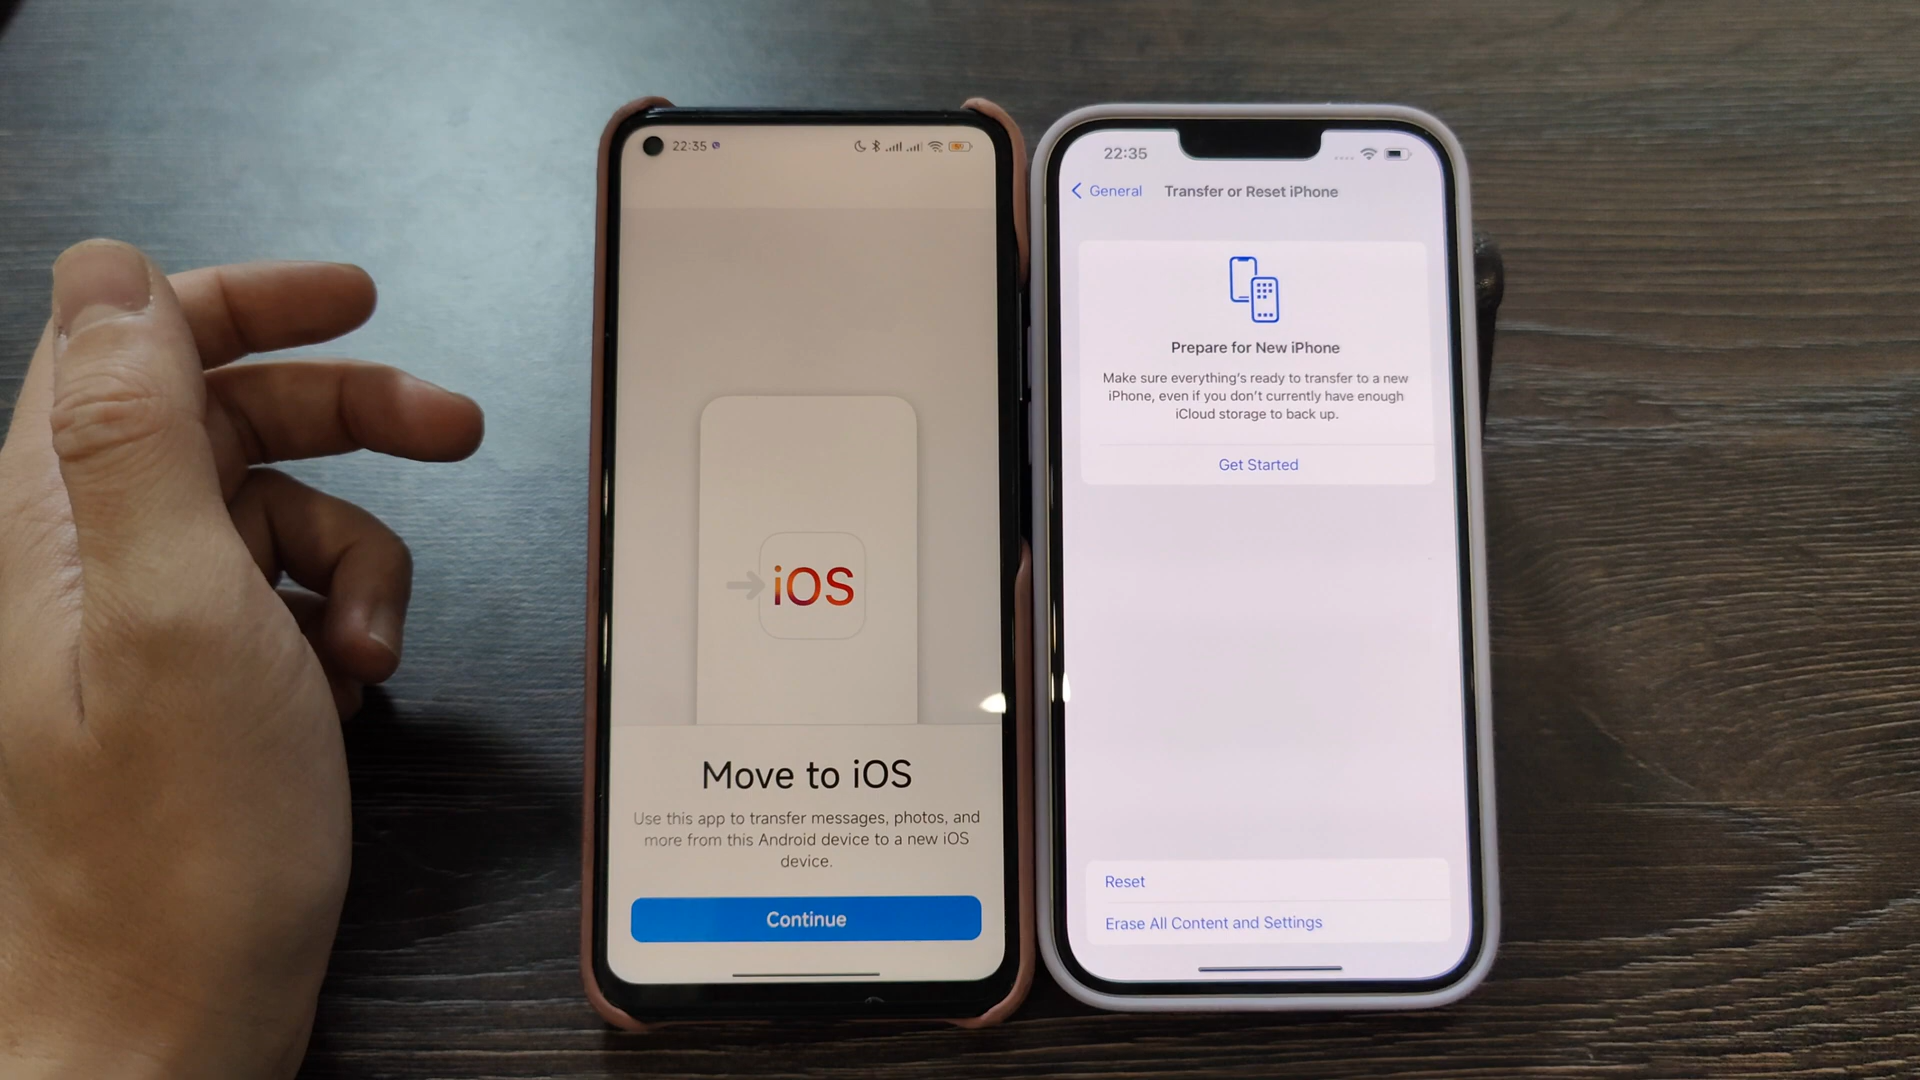 22:35
iOS
Move to iOS
Use this app to transfer messages, photos, and
more from this Android device to a new iOS
device.
Continue
22:35
General
Transfer or Reset iPhone
Prepare for New iPhone
Make sure everything's ready to transfer to a new
iPhone, even if you don't currently have enough
iCloud storage to back up.
Get Started
Reset
Erase All Content and Settings